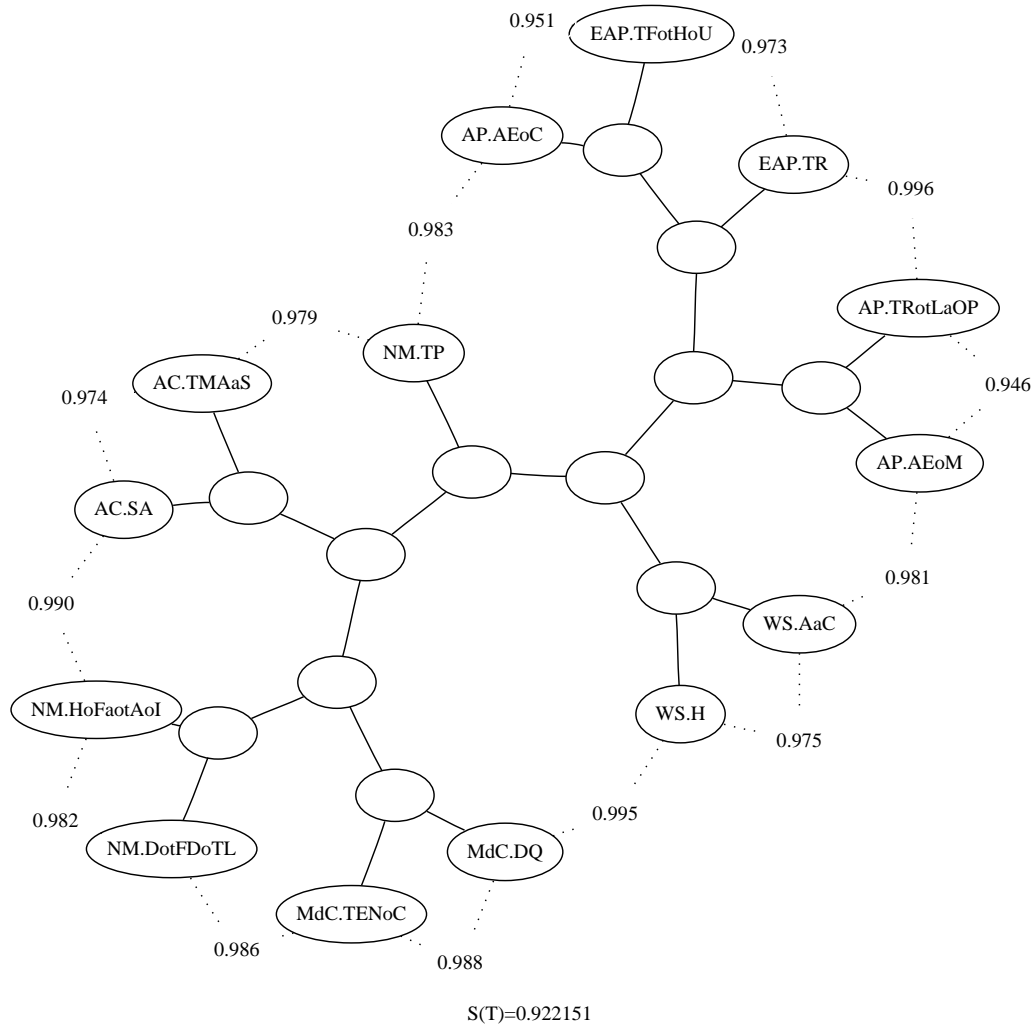 0.951
EAP.TFotHoU
0.973
AP.AEoC
EAP.TR
0.996
0.983
AP.TRotLaOP
0.979
NM.TP
AC.TMAaS
0.974
0.946
AP.AEoM
AC.SA
0.981
0.990
WS.AaC
NM.HoFaotAoI
WS.H
0.975
0.995
0.982
NM.DotFDoTL
MdC.DQ
MdC.TENoC
0.986
0.988
S(T)=0.922151